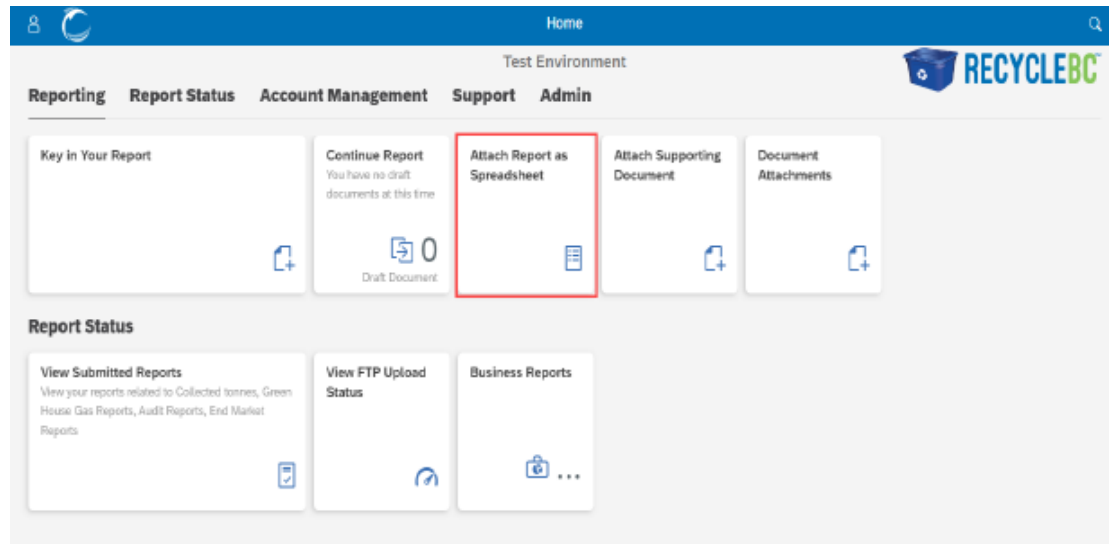 Home
Test Environment
RECYCLEBC
Reporting Report Status Account Management Support Admin
Key in Your Report
Continue Report
You have no draft
documents at this time
0
Draft Document
Attach Report as
Spreadsheet
Attach Supporting
Document
Document
Attachments
Report Status
View Submitted Reports
View your reports related to Collected tonnes, Green
House Gas Reports, Audit Reports, End Market
Reports
View FTP Upload
Status
Business Reports
...